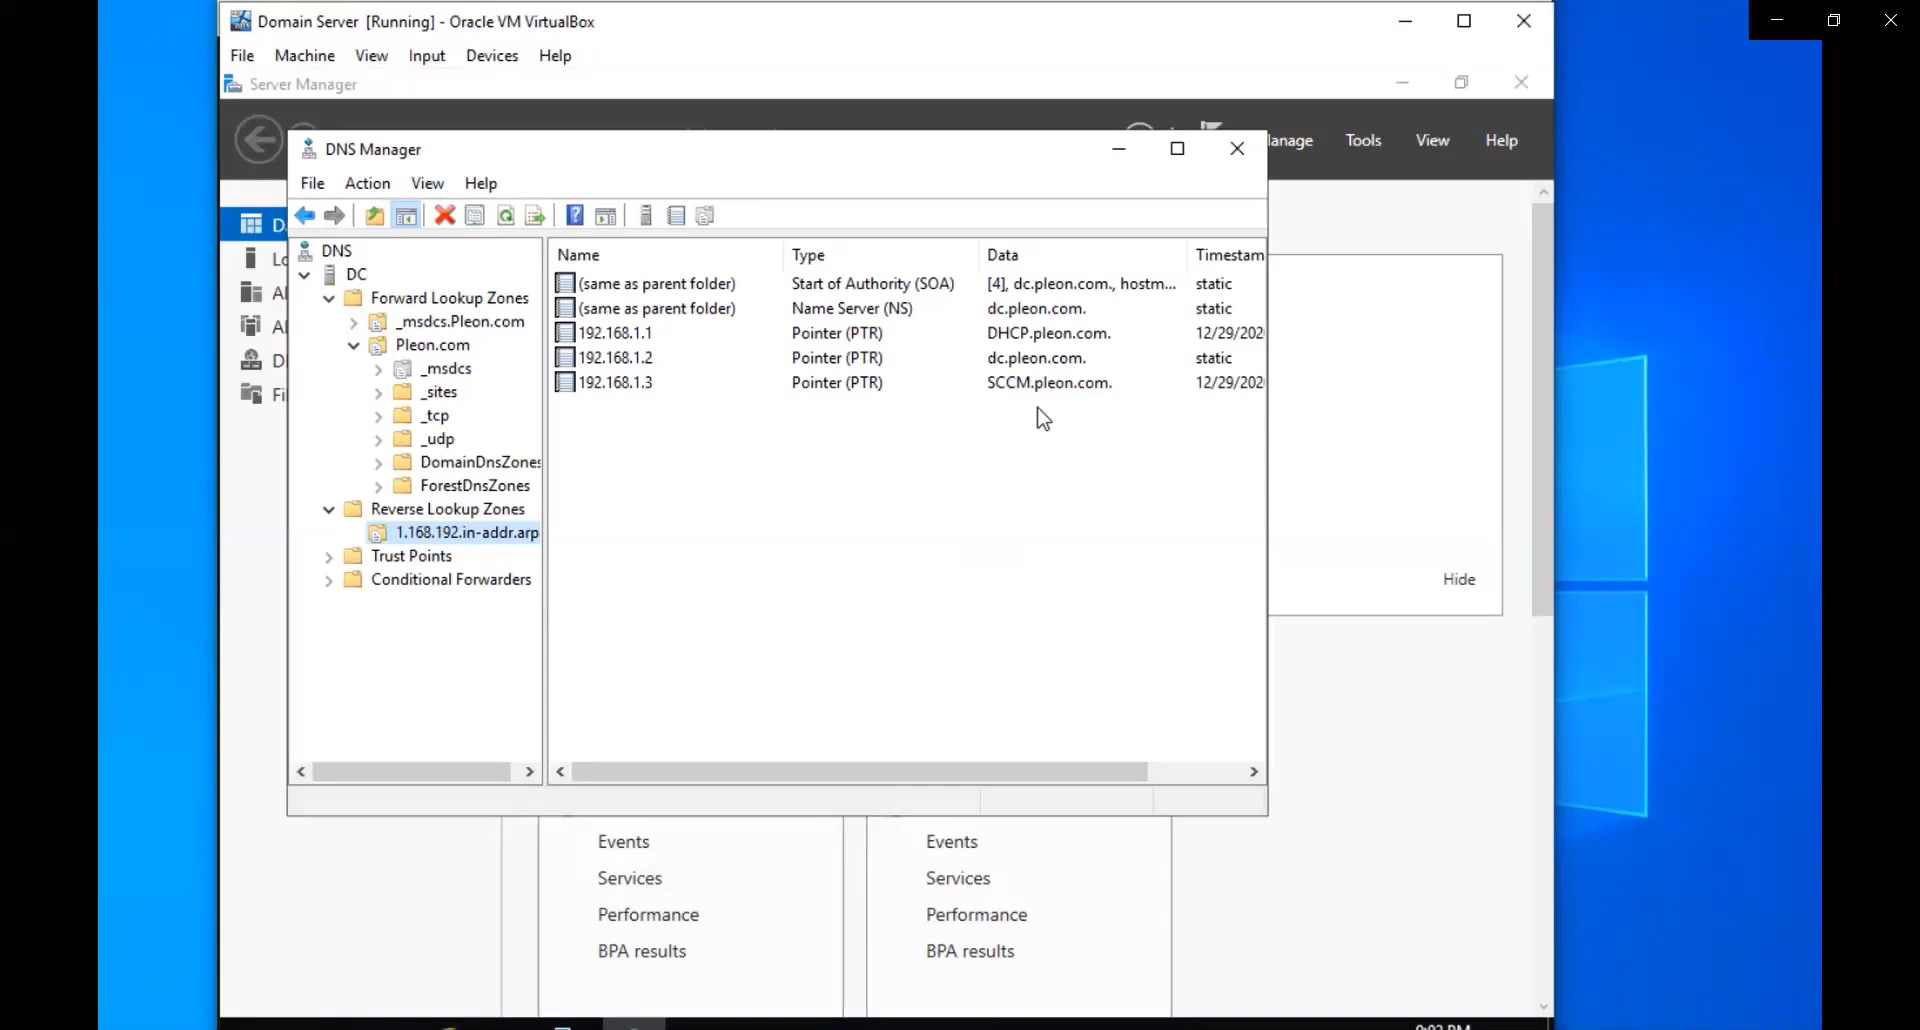 Domain Server [Running] - Oracle VM VirtualBox
File Machine View Input Devices Help
Server Manager
Tools View Help
DNS Manager
File Action View Help
DNS
DC
Forward Lookup Zones
_msdcs.Pleon.com
Pleon.com
_msdcs
_sites
_tcp
_udp
DomainDnsZones
ForestDnsZones
Reverse Lookup Zones
1.168.192.in-addr.arp
Trust Points
Conditional Forwarders
Name Type Data Timestam
(same as parent folder) Start of Authority (SOA) [4], dc.pleon.com., hostm... static
(same as parent folder) Name Server (NS) dc.pleon.com. static
192.168.1.1 Pointer (PTR) DHCP.pleon.com. 12/29/202
192.168.1.2 Pointer (PTR) dc.pleon.com. static
192.168.1.3 Pointer (PTR) SCCM.pleon.com. 12/29/202
Hide
Events
Services
Performance
BPA results
Events
Services
Performance
BPA results